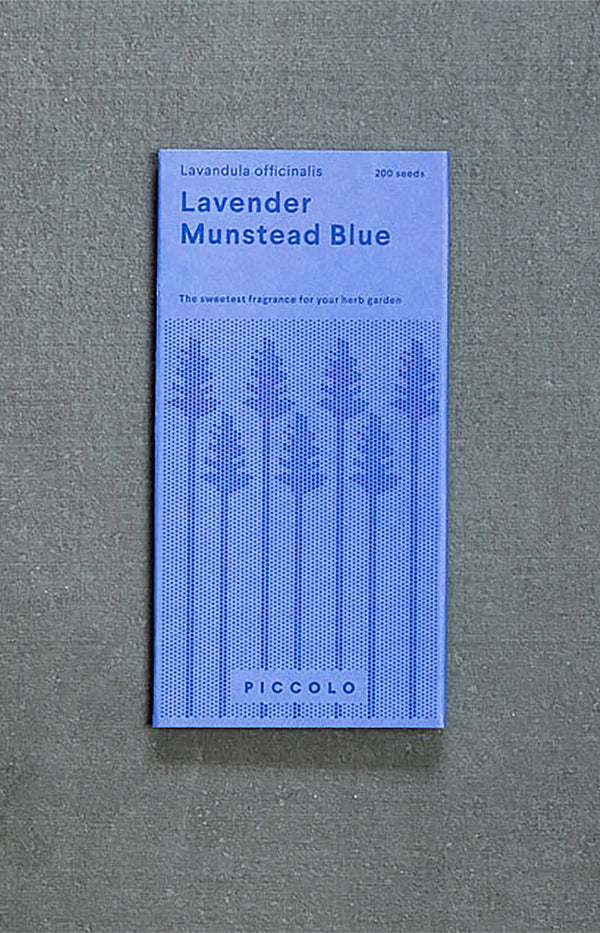 Lavandula officinalis
200 seeds
Lavender
Munstead Blue
The sweetest fragrance for your herb garden
PICCOLO